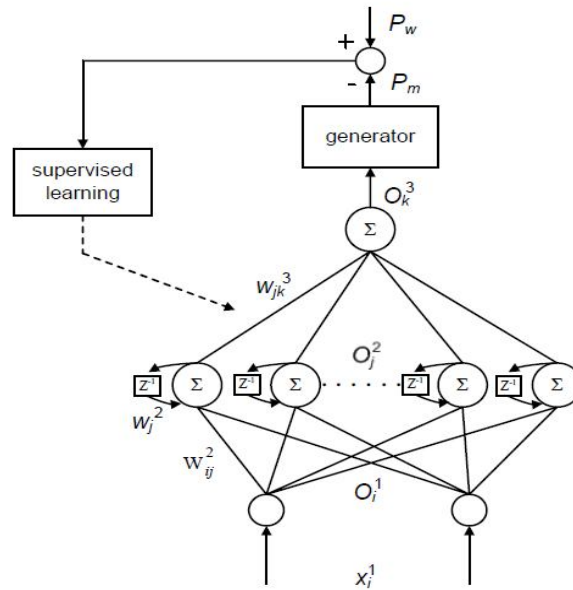 P_w
+
- P_m
generator
supervised
learning
O_k^3
Σ
w_jk^3
O_j^2
Z^-1 Σ Z^-1 Σ . . . . . . Z^-1 Σ Z^-1 Σ
w_j^2
W_ij^2
O_i^1
x_i^1